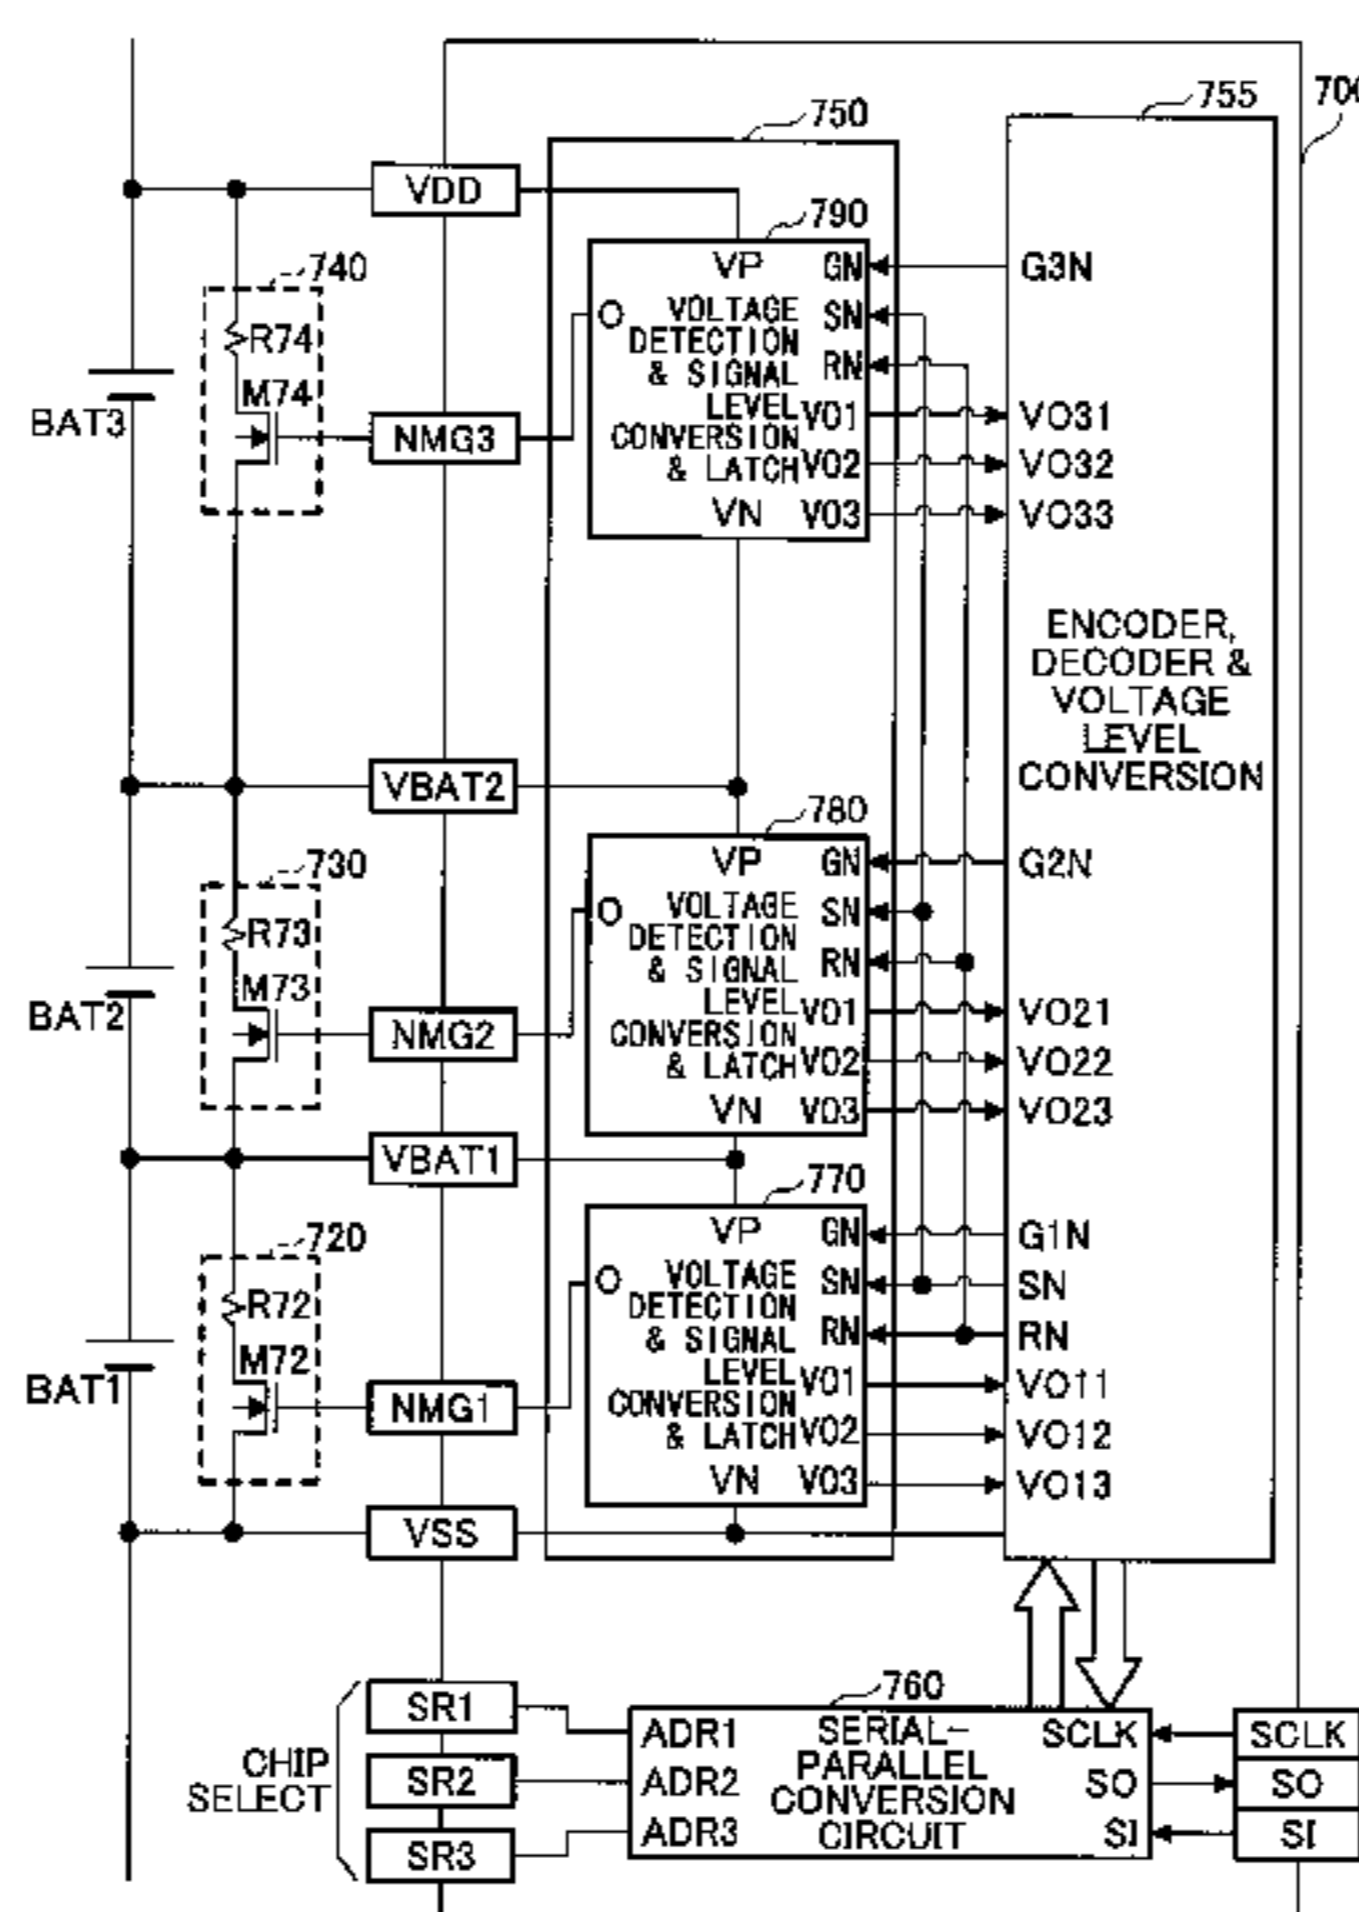 755
700
750
VDD
790
VP GN G3N
740
O VOLTAGE SN
DETECTION
R74
& SIGNAL RN
M74
LEVEL VO1 VO31
BAT3
NMG3
CONVERSION
& LATCH VO2 VO32
VN VO3 VO33
ENCODER,
DECODER &
VOLTAGE
LEVEL
CONVERSION
VBAT2
780
VP GN G2N
730
O VOLTAGE SN
R73
DETECTION
& SIGNAL RN
M73
LEVEL VO1 VO21
BAT2
NMG2
CONVERSION
& LATCH VO2 VO22
VN VO3 VO23
VBAT1
770
VP GN G1N
720
O VOLTAGE SN SN
R72
DETECTION
& SIGNAL RN RN
M72
LEVEL VO1 VO11
BAT1
NMG1
CONVERSION
& LATCH VO2 VO12
VN VO3 VO13
VSS
760
SR1
ADR1 SERIAL- SCLK SCLK
CHIP
SELECT
PARALLEL
SR2
ADR2 SO SO
CONVERSION
ADR3 CIRCUIT SI SI
SR3